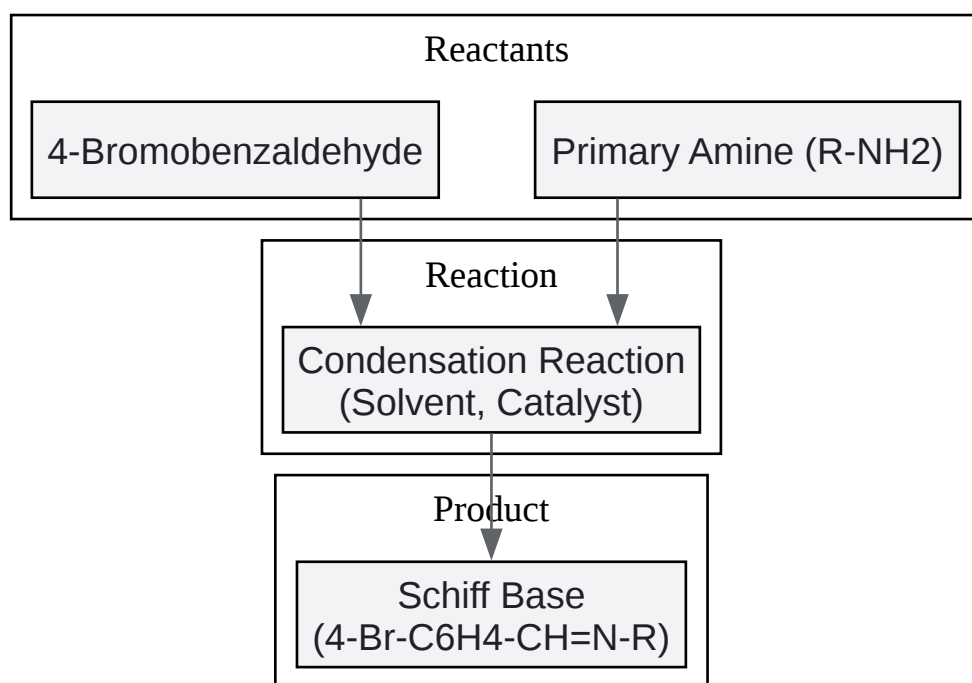 Reactants
4-Bromobenzaldehyde
Primary Amine (R-NH2)
Reaction
Condensation Reaction
(Solvent, Catalyst)
Product
Schiff Base
(4-Br-C6H4-CH=N-R)